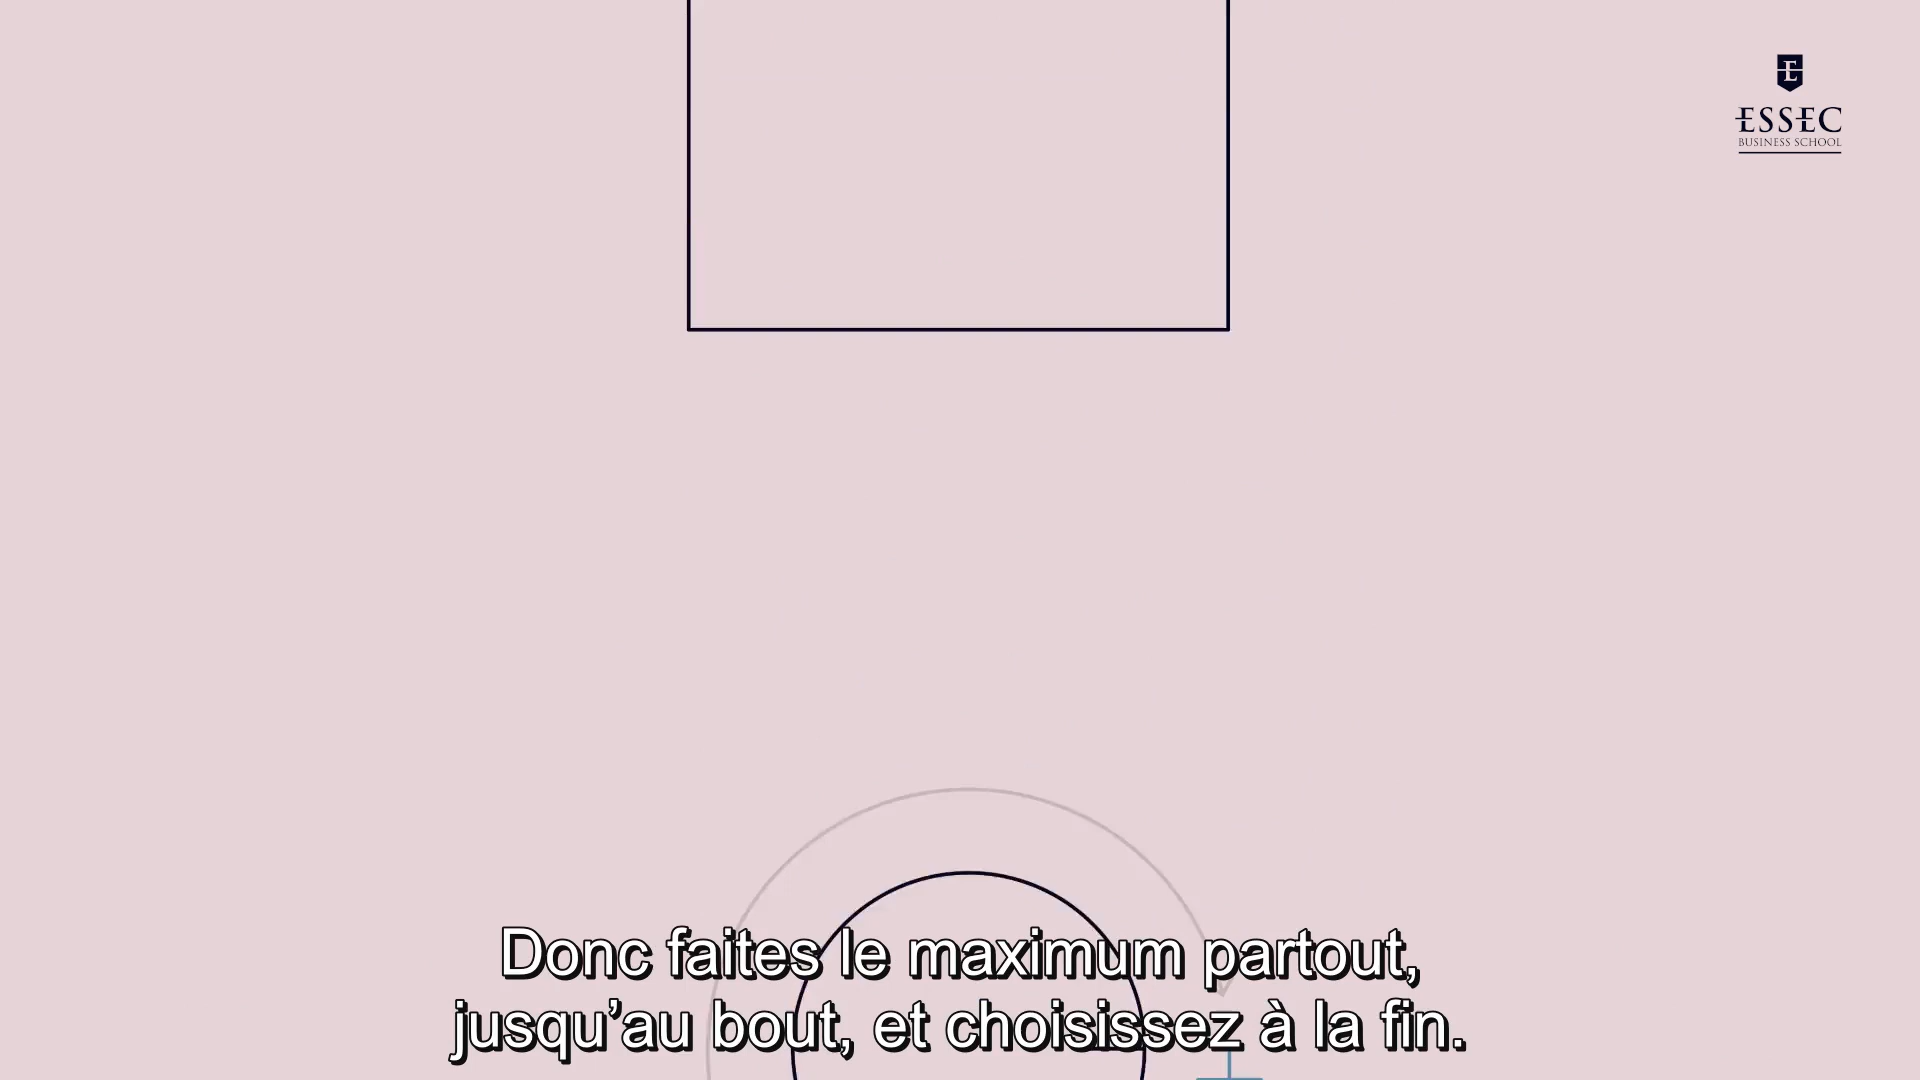 E
ESSEC
BUSINESS SCHOOL
Donc faites le maximum partout,
jusqu’au bout, et choisissez à la fin.